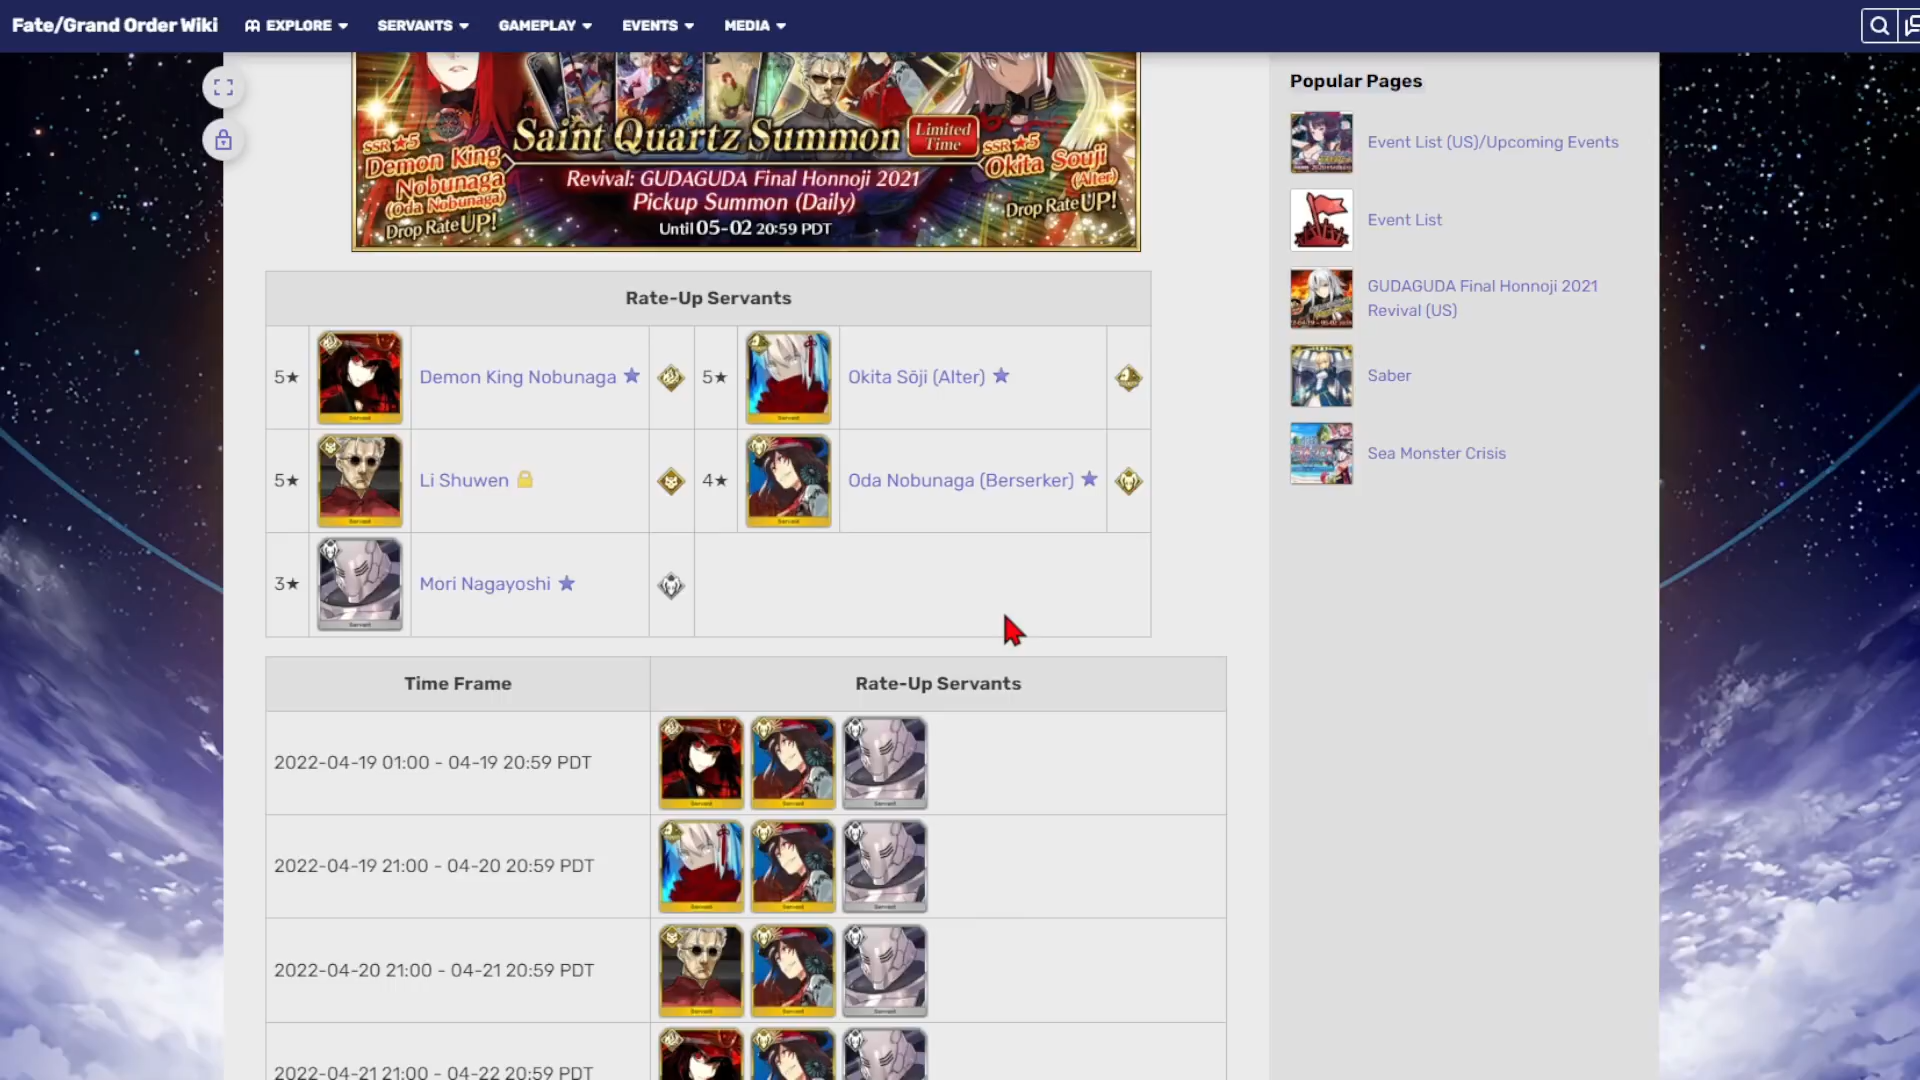 Fate/Grand Order Wiki
EXPLORE
SERVANTS
GAMEPLAY
EVENTS
MEDIA
SSR ★5
Demon King
Nobunaga
(Oda Nobunaga)
Drop Rate UP!
Saint Quartz Summon
Limited
Time
Revival: GUDAGUDA Final Honnoji 2021
Pickup Summon (Daily)
Until 05-02 20:59 PDT
SSR ★5
Okita Souji
(Alter)
Drop Rate UP!
Rate-Up Servants
5★
Demon King Nobunaga ★
5★
Okita Sōji (Alter) ★
5★
Li Shuwen
4★
Oda Nobunaga (Berserker) ★
3★
Mori Nagayoshi ★
Time Frame
Rate-Up Servants
2022-04-19 01:00 - 04-19 20:59 PDT
2022-04-19 21:00 - 04-20 20:59 PDT
2022-04-20 21:00 - 04-21 20:59 PDT
2022-04-21 21:00 - 04-22 20:59 PDT
Popular Pages
Event List (US)/Upcoming Events
Event List
GUDAGUDA Final Honnoji 2021
Revival (US)
Saber
Sea Monster Crisis